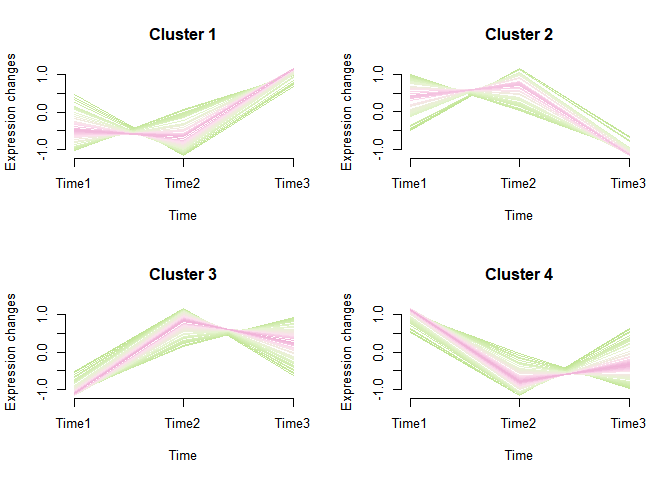 Cluster 1
Expression changes
1.0
0.0
-1.0
Time1 Time2 Time3
Time
Cluster 2
Expression changes
1.0
0.0
-1.0
Time1 Time2 Time3
Time
Cluster 3
Expression changes
1.0
0.0
-1.0
Time1 Time2 Time3
Time
Cluster 4
Expression changes
1.0
0.0
-1.0
Time1 Time2 Time3
Time